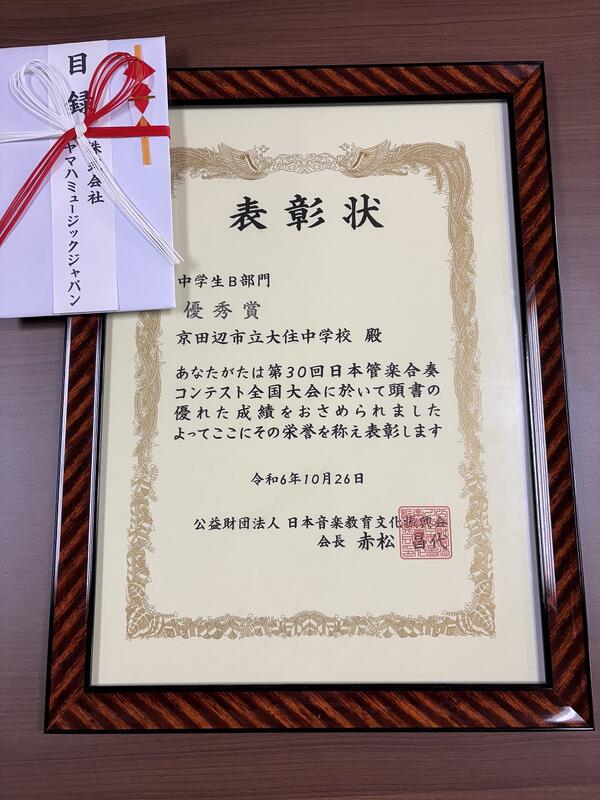 目録
株式会社
ヤマハミュージックジャパン
表彰状
中学生B部門
優秀賞
京田辺市立大住中学校 殿
あなたがたは第30回日本管楽合奏
コンテスト全国大会に於いて頭書の
優れた成績をおさめられました
よってここにその栄誉を称え表彰します
令和6年10月26日
公益財団法人 日本音楽教育文化振興会
会長 赤松 昌代